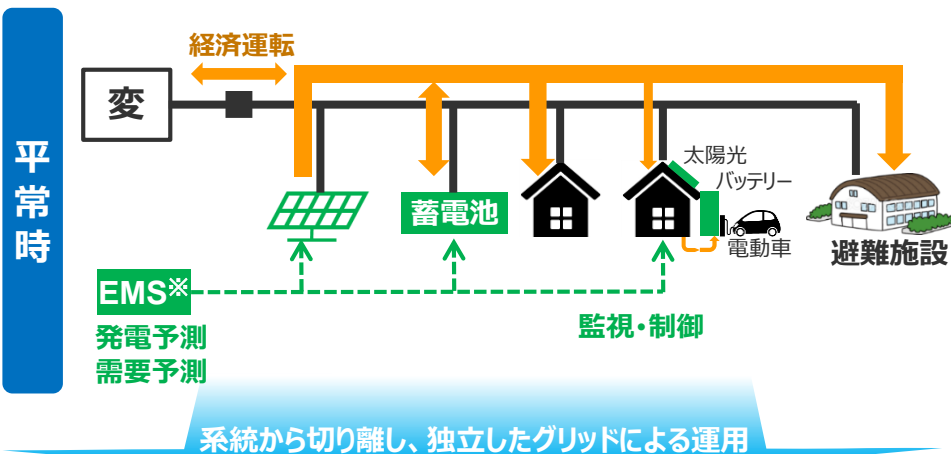 平常時
経済運転
変
太陽光
バッテリー
蓄電池
電動車
避難施設
EMS※
発電予測
需要予測
監視・制御
系統から切り離し、独立したグリッドによる運用